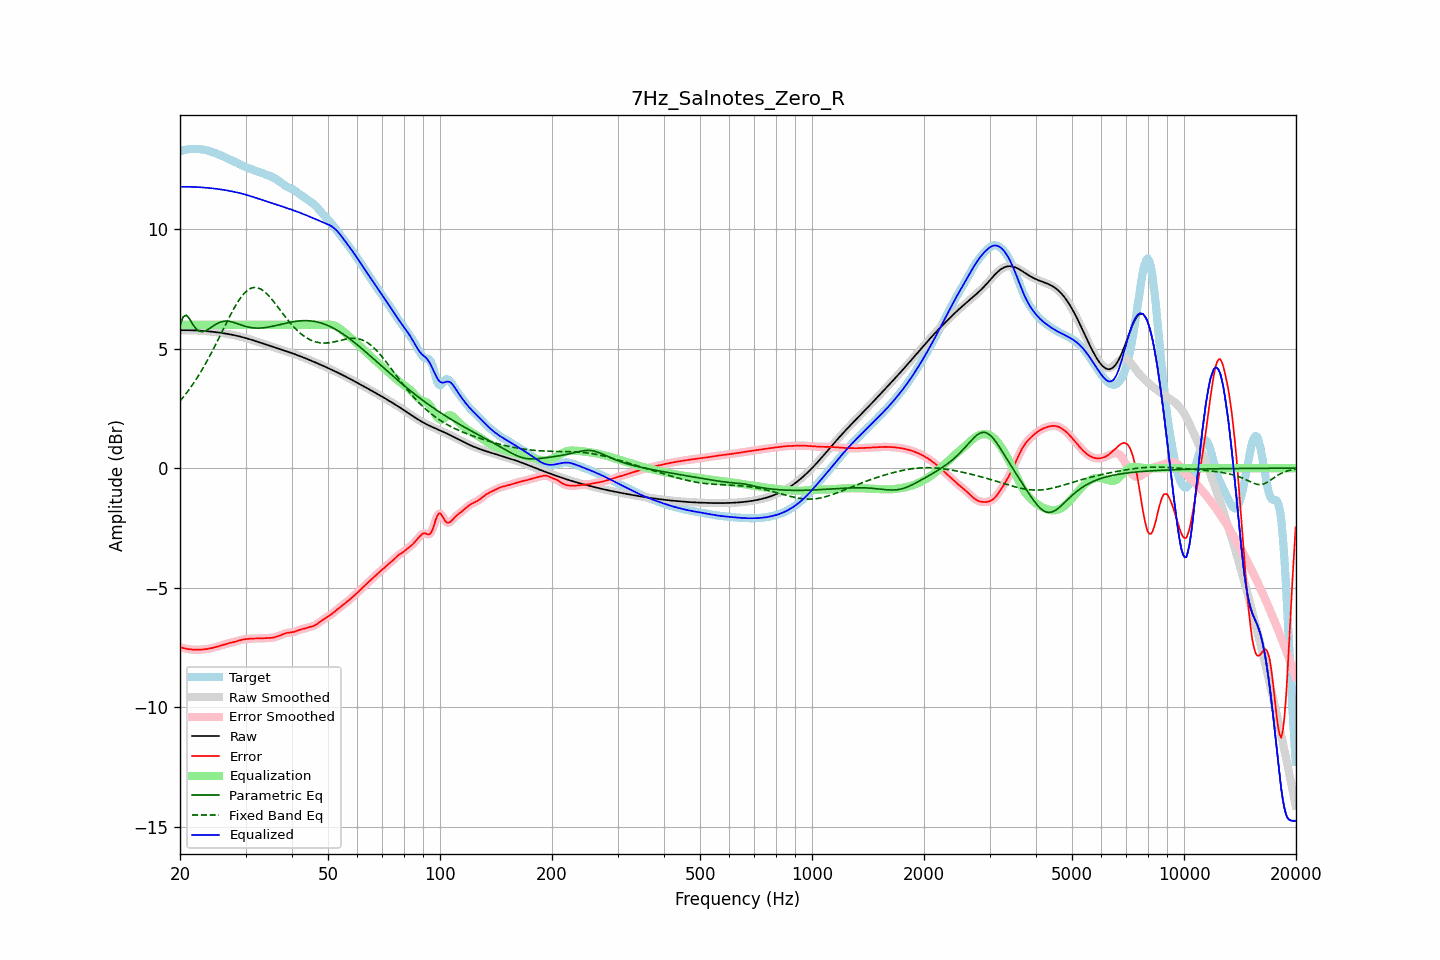 7Hz_Salnotes_Zero_R
Amplitude (dBr)
10
5
0
−5
−10
−15
Target
Raw Smoothed
Error Smoothed
Raw
Error
Equalization
Parametric Eq
Fixed Band Eq
Equalized
20 50 100 200 500 1000 2000 5000 10000 20000
Frequency (Hz)